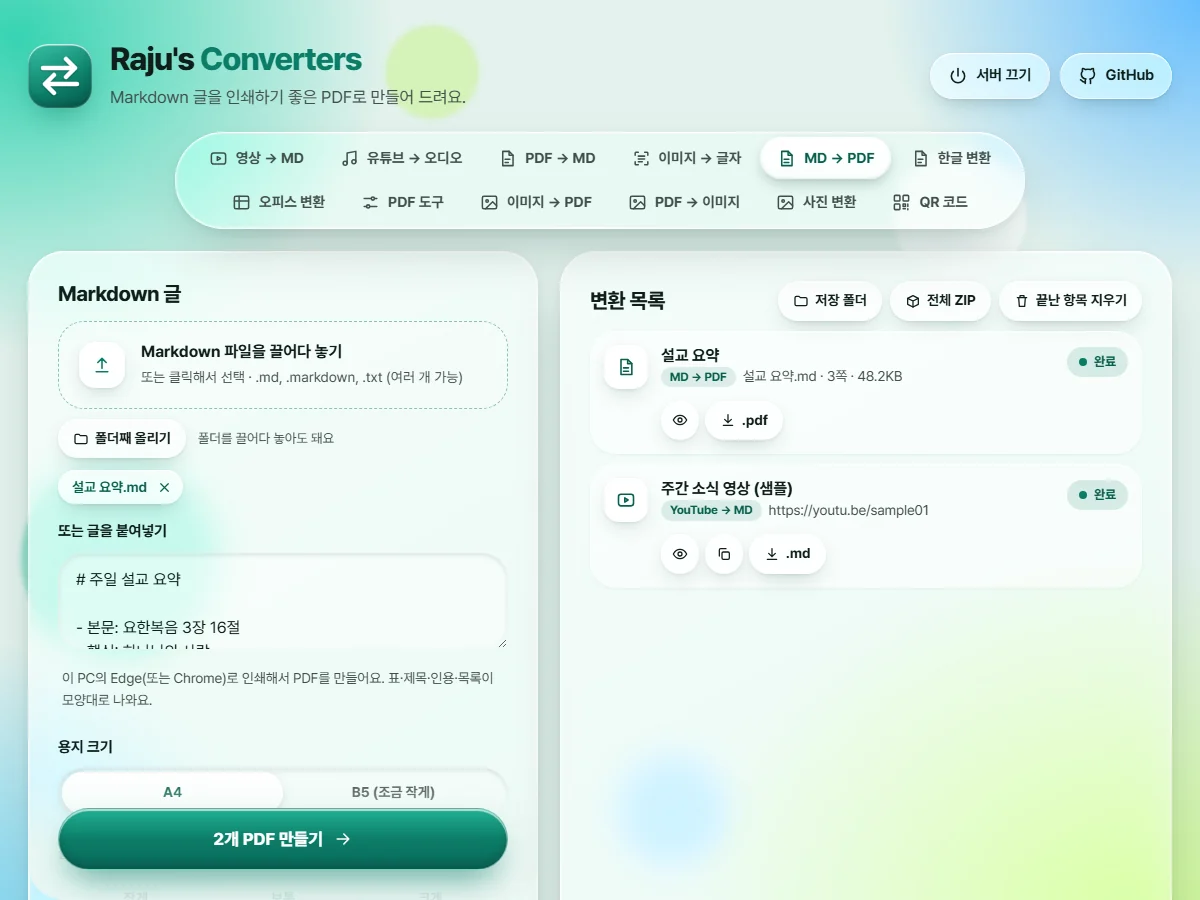 Raju's Converters
Markdown 글을 인쇄하기 좋은 PDF로 만들어 드려요.
서버 끄기
GitHub
영상 → MD
유튜브 → 오디오
PDF → MD
이미지 → 글자
MD → PDF
한글 변환
오피스 변환
PDF 도구
이미지 → PDF
PDF → 이미지
사진 변환
QR 코드
Markdown 글
Markdown 파일을 끌어다 놓기
또는 클릭해서 선택 · .md, .markdown, .txt (여러 개 가능)
폴더째 올리기
폴더를 끌어다 놓아도 돼요
설교 요약.md
또는 글을 붙여넣기
# 주일 설교 요약
- 본문: 요한복음 3장 16절
이 PC의 Edge(또는 Chrome)로 인쇄해서 PDF를 만들어요. 표·제목·인용·목록이
모양대로 나와요.
용지 크기
A4
B5 (조금 작게)
2개 PDF 만들기 →
변환 목록
저장 폴더
전체 ZIP
끝난 항목 지우기
설교 요약
완료
MD → PDF
설교 요약.md · 3쪽 · 48.2KB
.pdf
주간 소식 영상 (샘플)
완료
YouTube → MD
https://youtu.be/sample01
.md